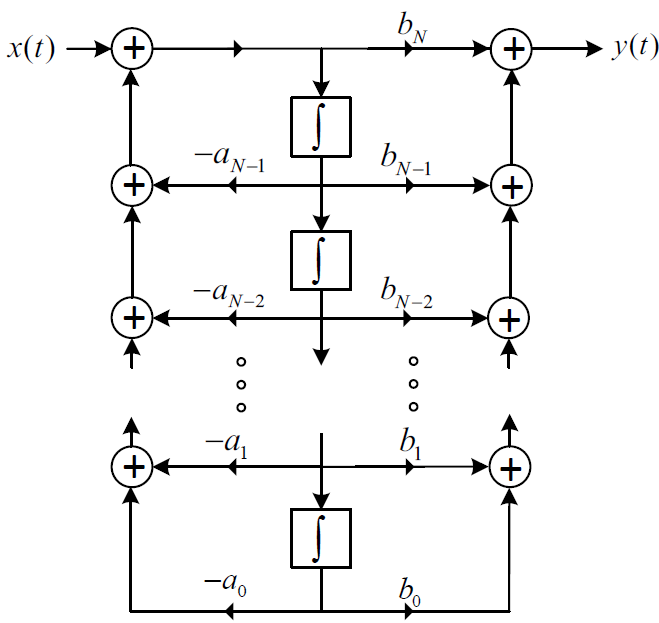 x(t) + b_N + y(t)
∫
+ −a_{N−1} b_{N−1} +
∫
+ −a_{N−2} b_{N−2} +
+ −a_1 b_1 +
∫
−a_0 b_0